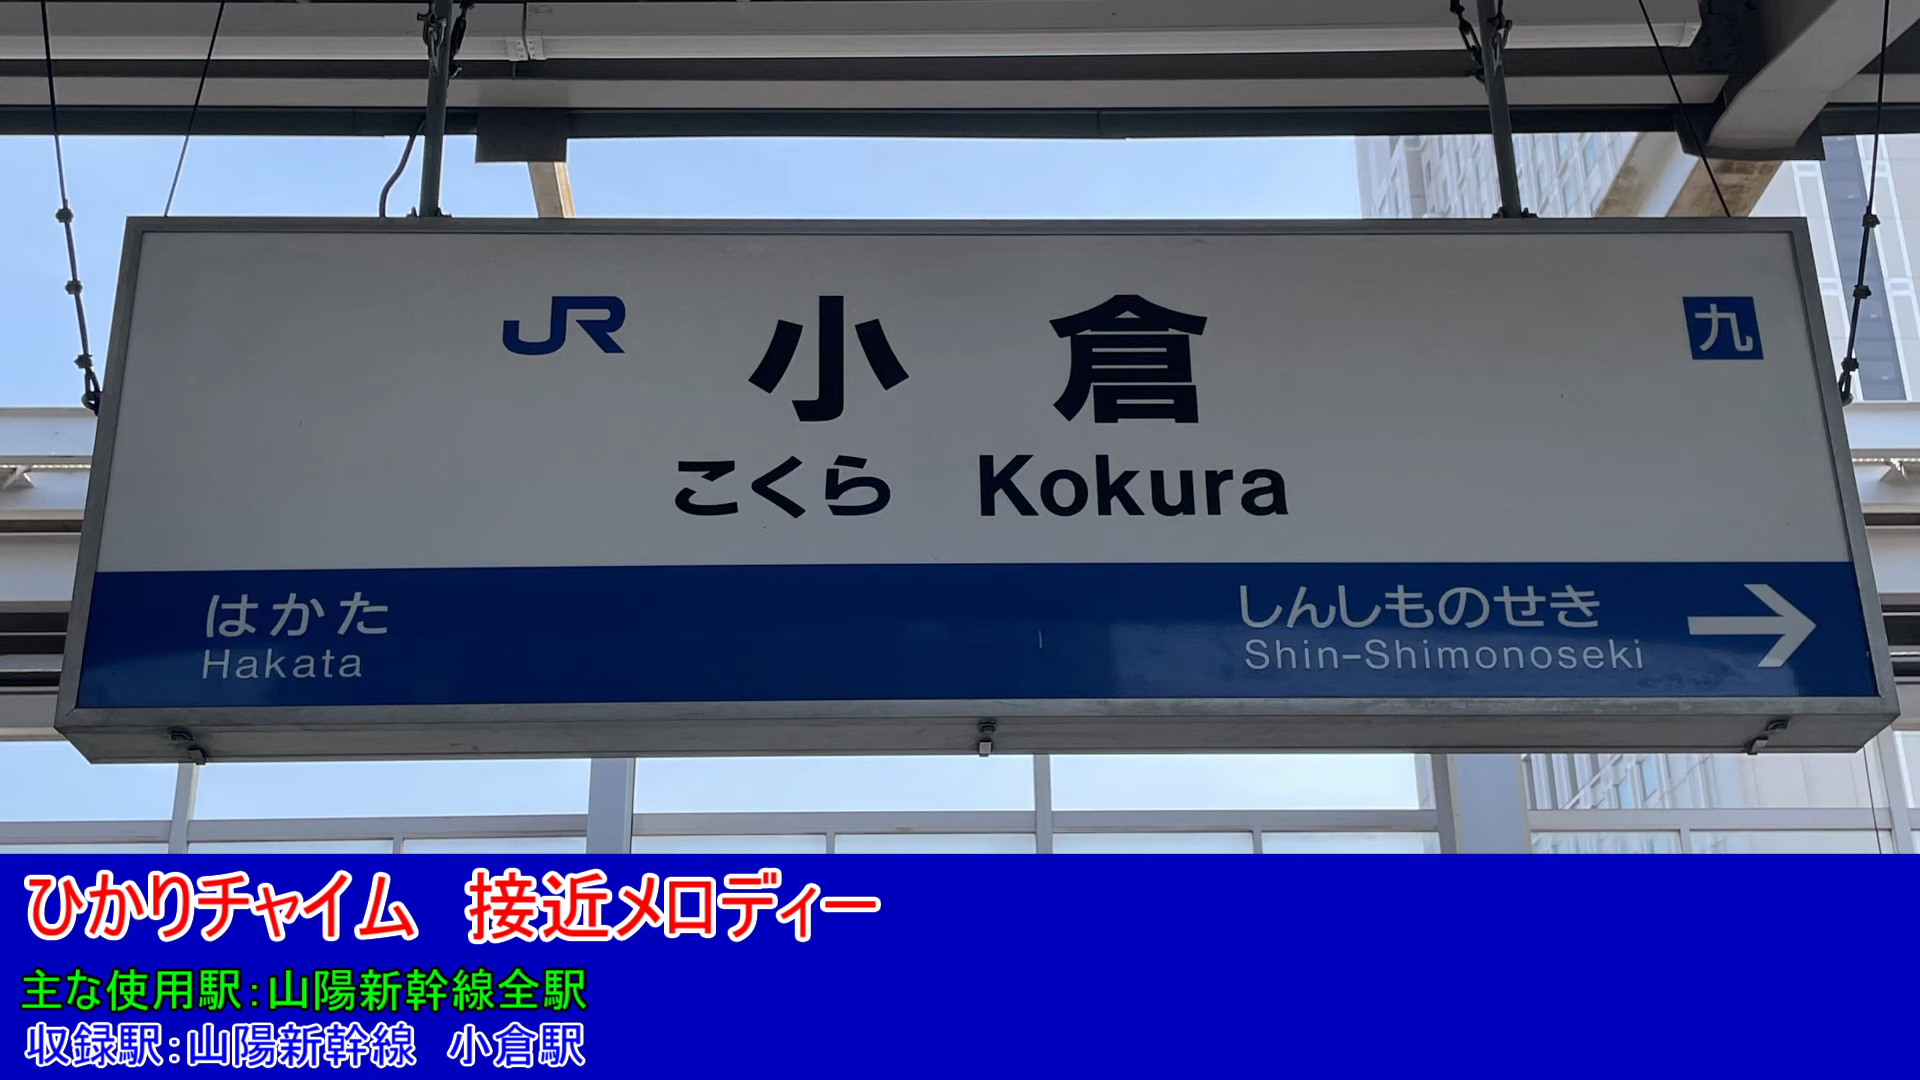 JR 小倉 九
こくら Kokura
はかた しんしものせき →
Hakata Shin-Shimonoseki
ひかりチャイム 接近メロディー
主な使用駅:山陽新幹線全駅
収録駅:山陽新幹線 小倉駅